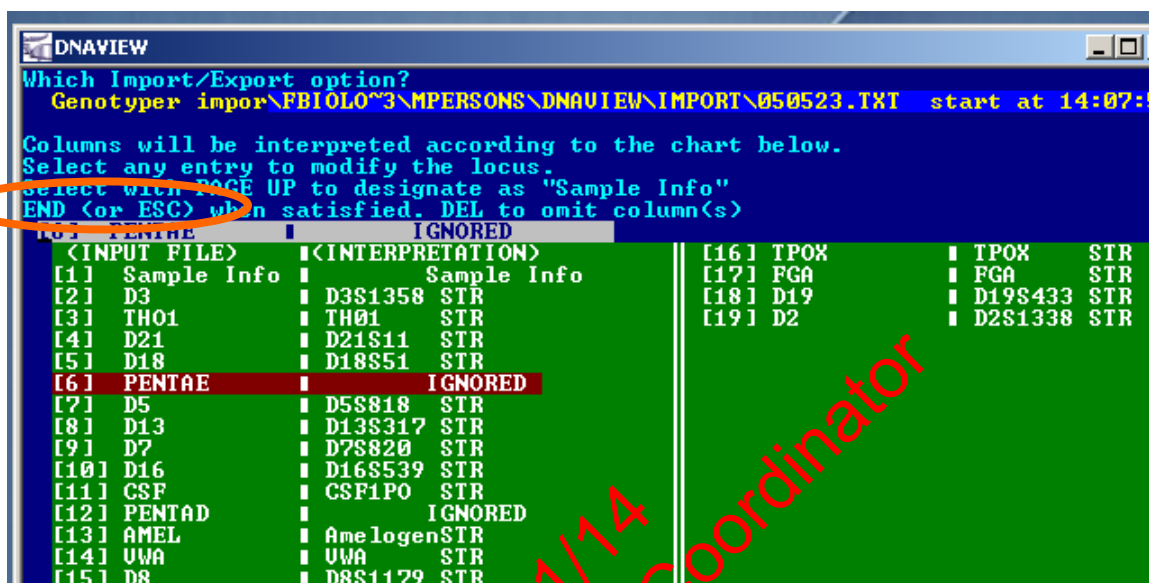 DNAVIEW
Which Import/Export option?
Genotyper impor\FBIOLO~3\MPERSONS\DNAVIEW\IMPORT\050523.TXT start at 14:07:
Columns will be interpreted according to the chart below.
Select any entry to modify the locus.
Select with PAGE UP to designate as "Sample Info"
END (or ESC) when satisfied. DEL to omit column(s)
[6] PENTAE IGNORED
<INPUT FILE> <INTERPRETATION>
[1] Sample Info Sample Info
[2] D3 D3S1358 STR
[3] THO1 TH01 STR
[4] D21 D21S11 STR
[5] D18 D18S51 STR
[6] PENTAE IGNORED
[7] D5 D5S818 STR
[8] D13 D13S317 STR
[9] D7 D7S820 STR
[10] D16 D16S539 STR
[11] CSF CSF1PO STR
[12] PENTAD IGNORED
[13] AMEL AmelogenSTR
[14] VWA VWA STR
[15] D8 D8S1179 STR
[16] TPOX TPOX STR
[17] FGA FGA STR
[18] D19 D19S433 STR
[19] D2 D2S1338 STR
1/14
Coordinator